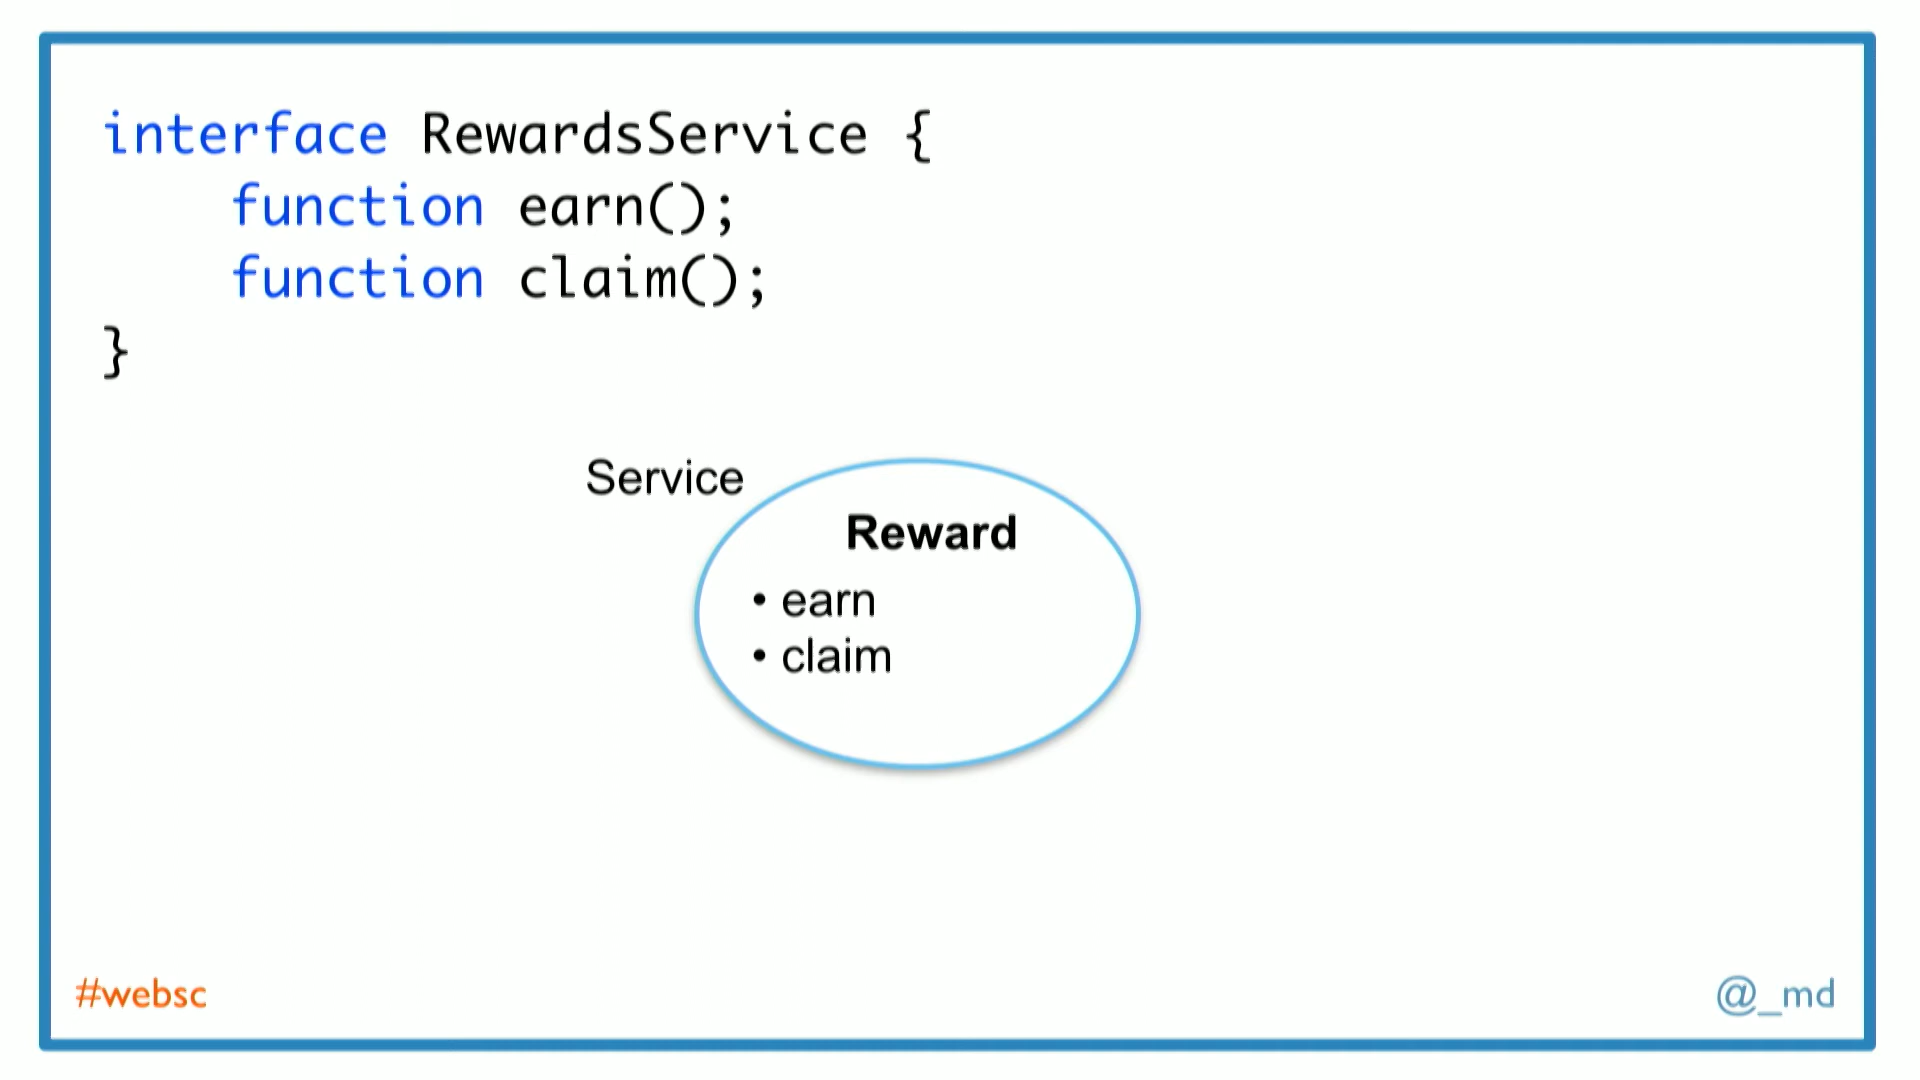 interface RewardsService {
    function earn();
    function claim();
}
Service
Reward
• earn
• claim
#websc
@_md